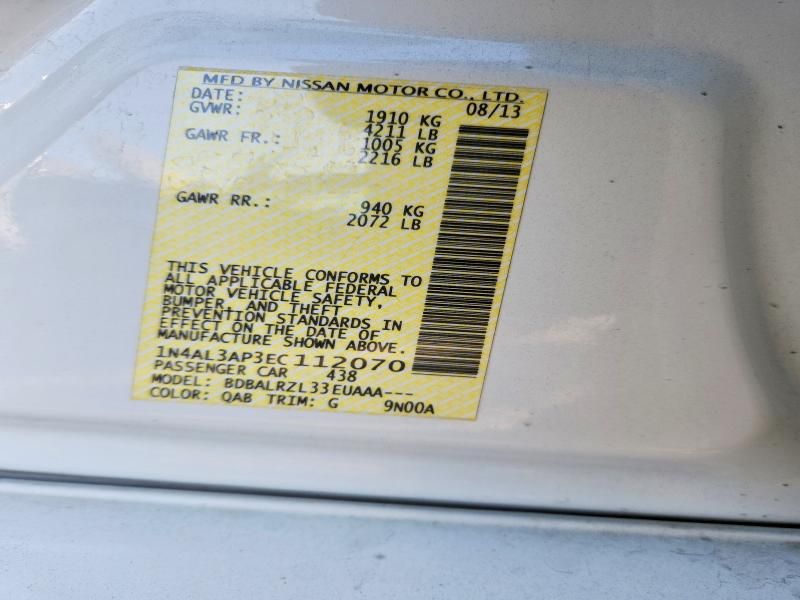 MFD BY NISSAN MOTOR CO., LTD.
DATE: 08/13
GVWR: 1910 KG
4211 LB
GAWR FR.: 1005 KG
2216 LB
GAWR RR.: 940 KG
2072 LB
THIS VEHICLE CONFORMS TO
ALL APPLICABLE FEDERAL
MOTOR VEHICLE SAFETY,
BUMPER, AND THEFT
PREVENTION STANDARDS IN
EFFECT ON THE DATE OF
MANUFACTURE SHOWN ABOVE.
1N4AL3AP3EC112070
PASSENGER CAR 438
MODEL: BDBALRZL33EUAAA---
COLOR: QAB TRIM: G 9N00A